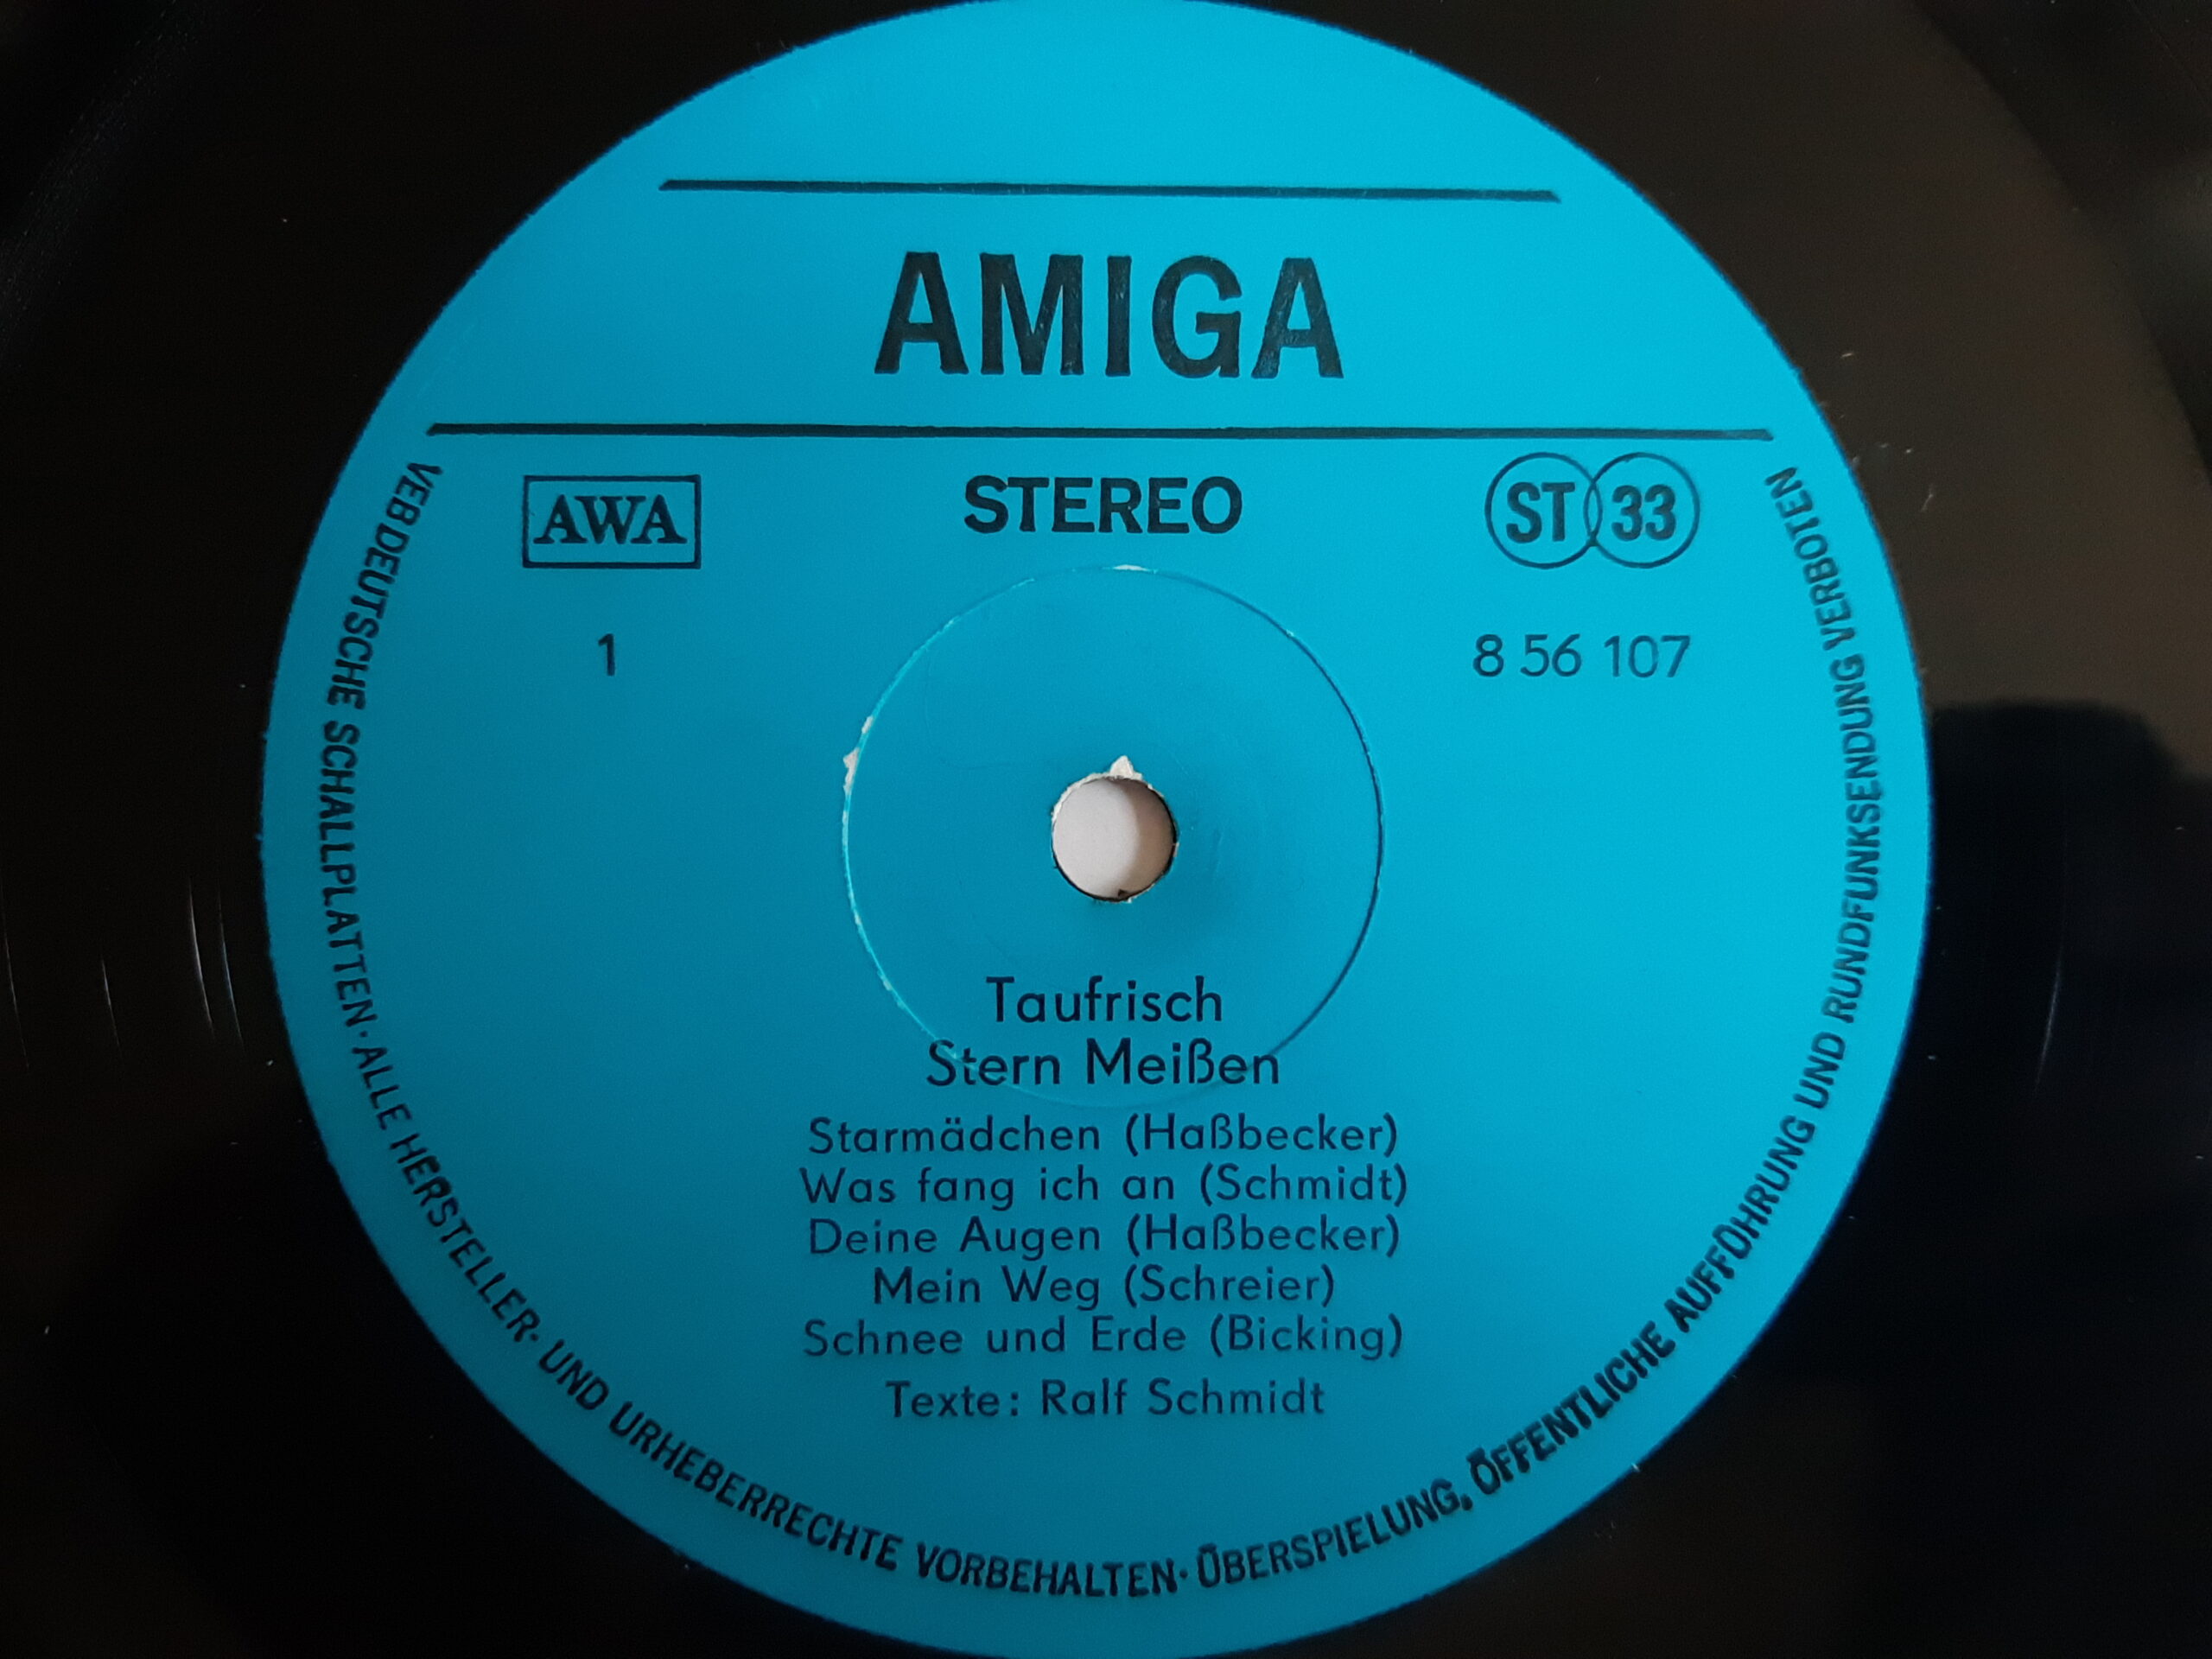 AMIGA
AWA
STEREO
ST 33
1
8 56 107
Taufrisch
Stern Meißen
Starmädchen (Haßbecker)
Was fang ich an (Schmidt)
Deine Augen (Haßbecker)
Mein Weg (Schreier)
Schnee und Erde (Bicking)
Texte: Ralf Schmidt
VEB DEUTSCHE SCHALLPLATTEN · ALLE HERSTELLER- UND URHEBERRECHTE VORBEHALTEN · ÜBERSPIELUNG, ÖFFENTLICHE AUFFÜHRUNG UND RUNDFUNKSENDUNG VERBOTEN